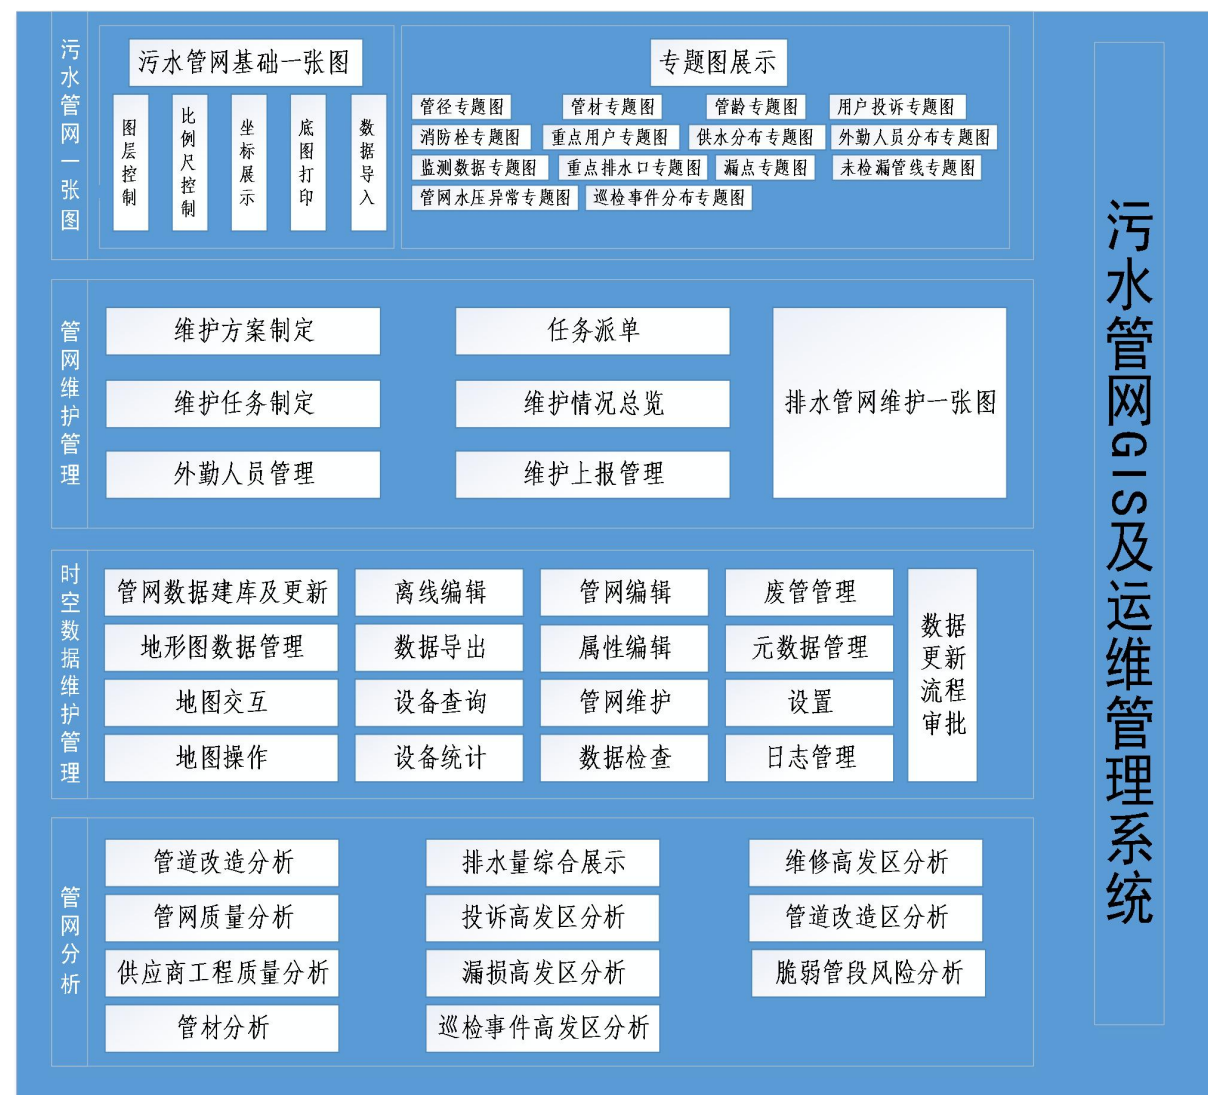 污水管网一张图
污水管网基础一张图
图层控制
比例尺控制
坐标展示
底图打印
数据导入
专题图展示
管径专题图
管材专题图
管龄专题图
用户投诉专题图
消防栓专题图
重点用户专题图
供水分布专题图
外勤人员分布专题图
监测数据专题图
重点排水口专题图
漏点专题图
未检漏管线专题图
管网水压异常专题图
巡检事件分布专题图
管网维护管理
维护方案制定
任务派单
维护任务制定
维护情况总览
外勤人员管理
维护上报管理
排水管网维护一张图
时空数据维护管理
管网数据建库及更新
离线编辑
管网编辑
废管管理
地形图数据管理
数据导出
属性编辑
元数据管理
地图交互
设备查询
管网维护
设置
地图操作
设备统计
数据检查
日志管理
数据
更新
流程
审批
管网分析
管道改造分析
排水量综合展示
维修高发区分析
管网质量分析
投诉高发区分析
管道改造区分析
供应商工程质量分析
漏损高发区分析
脆弱管段风险分析
管材分析
巡检事件高发区分析
污水管网GIS及运维管理系统